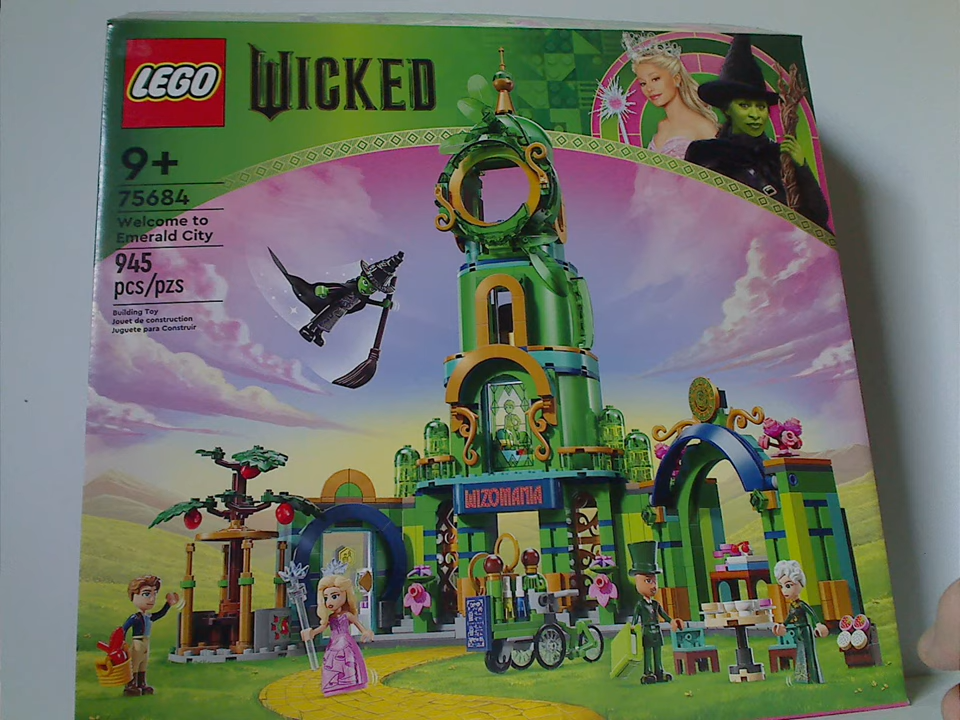 LEGO
WICKED
9+
75684
Welcome to
Emerald City
945
pcs/pzs
Building Toy
Jouet de construction
Juguete para Construir
WIZOMANIA